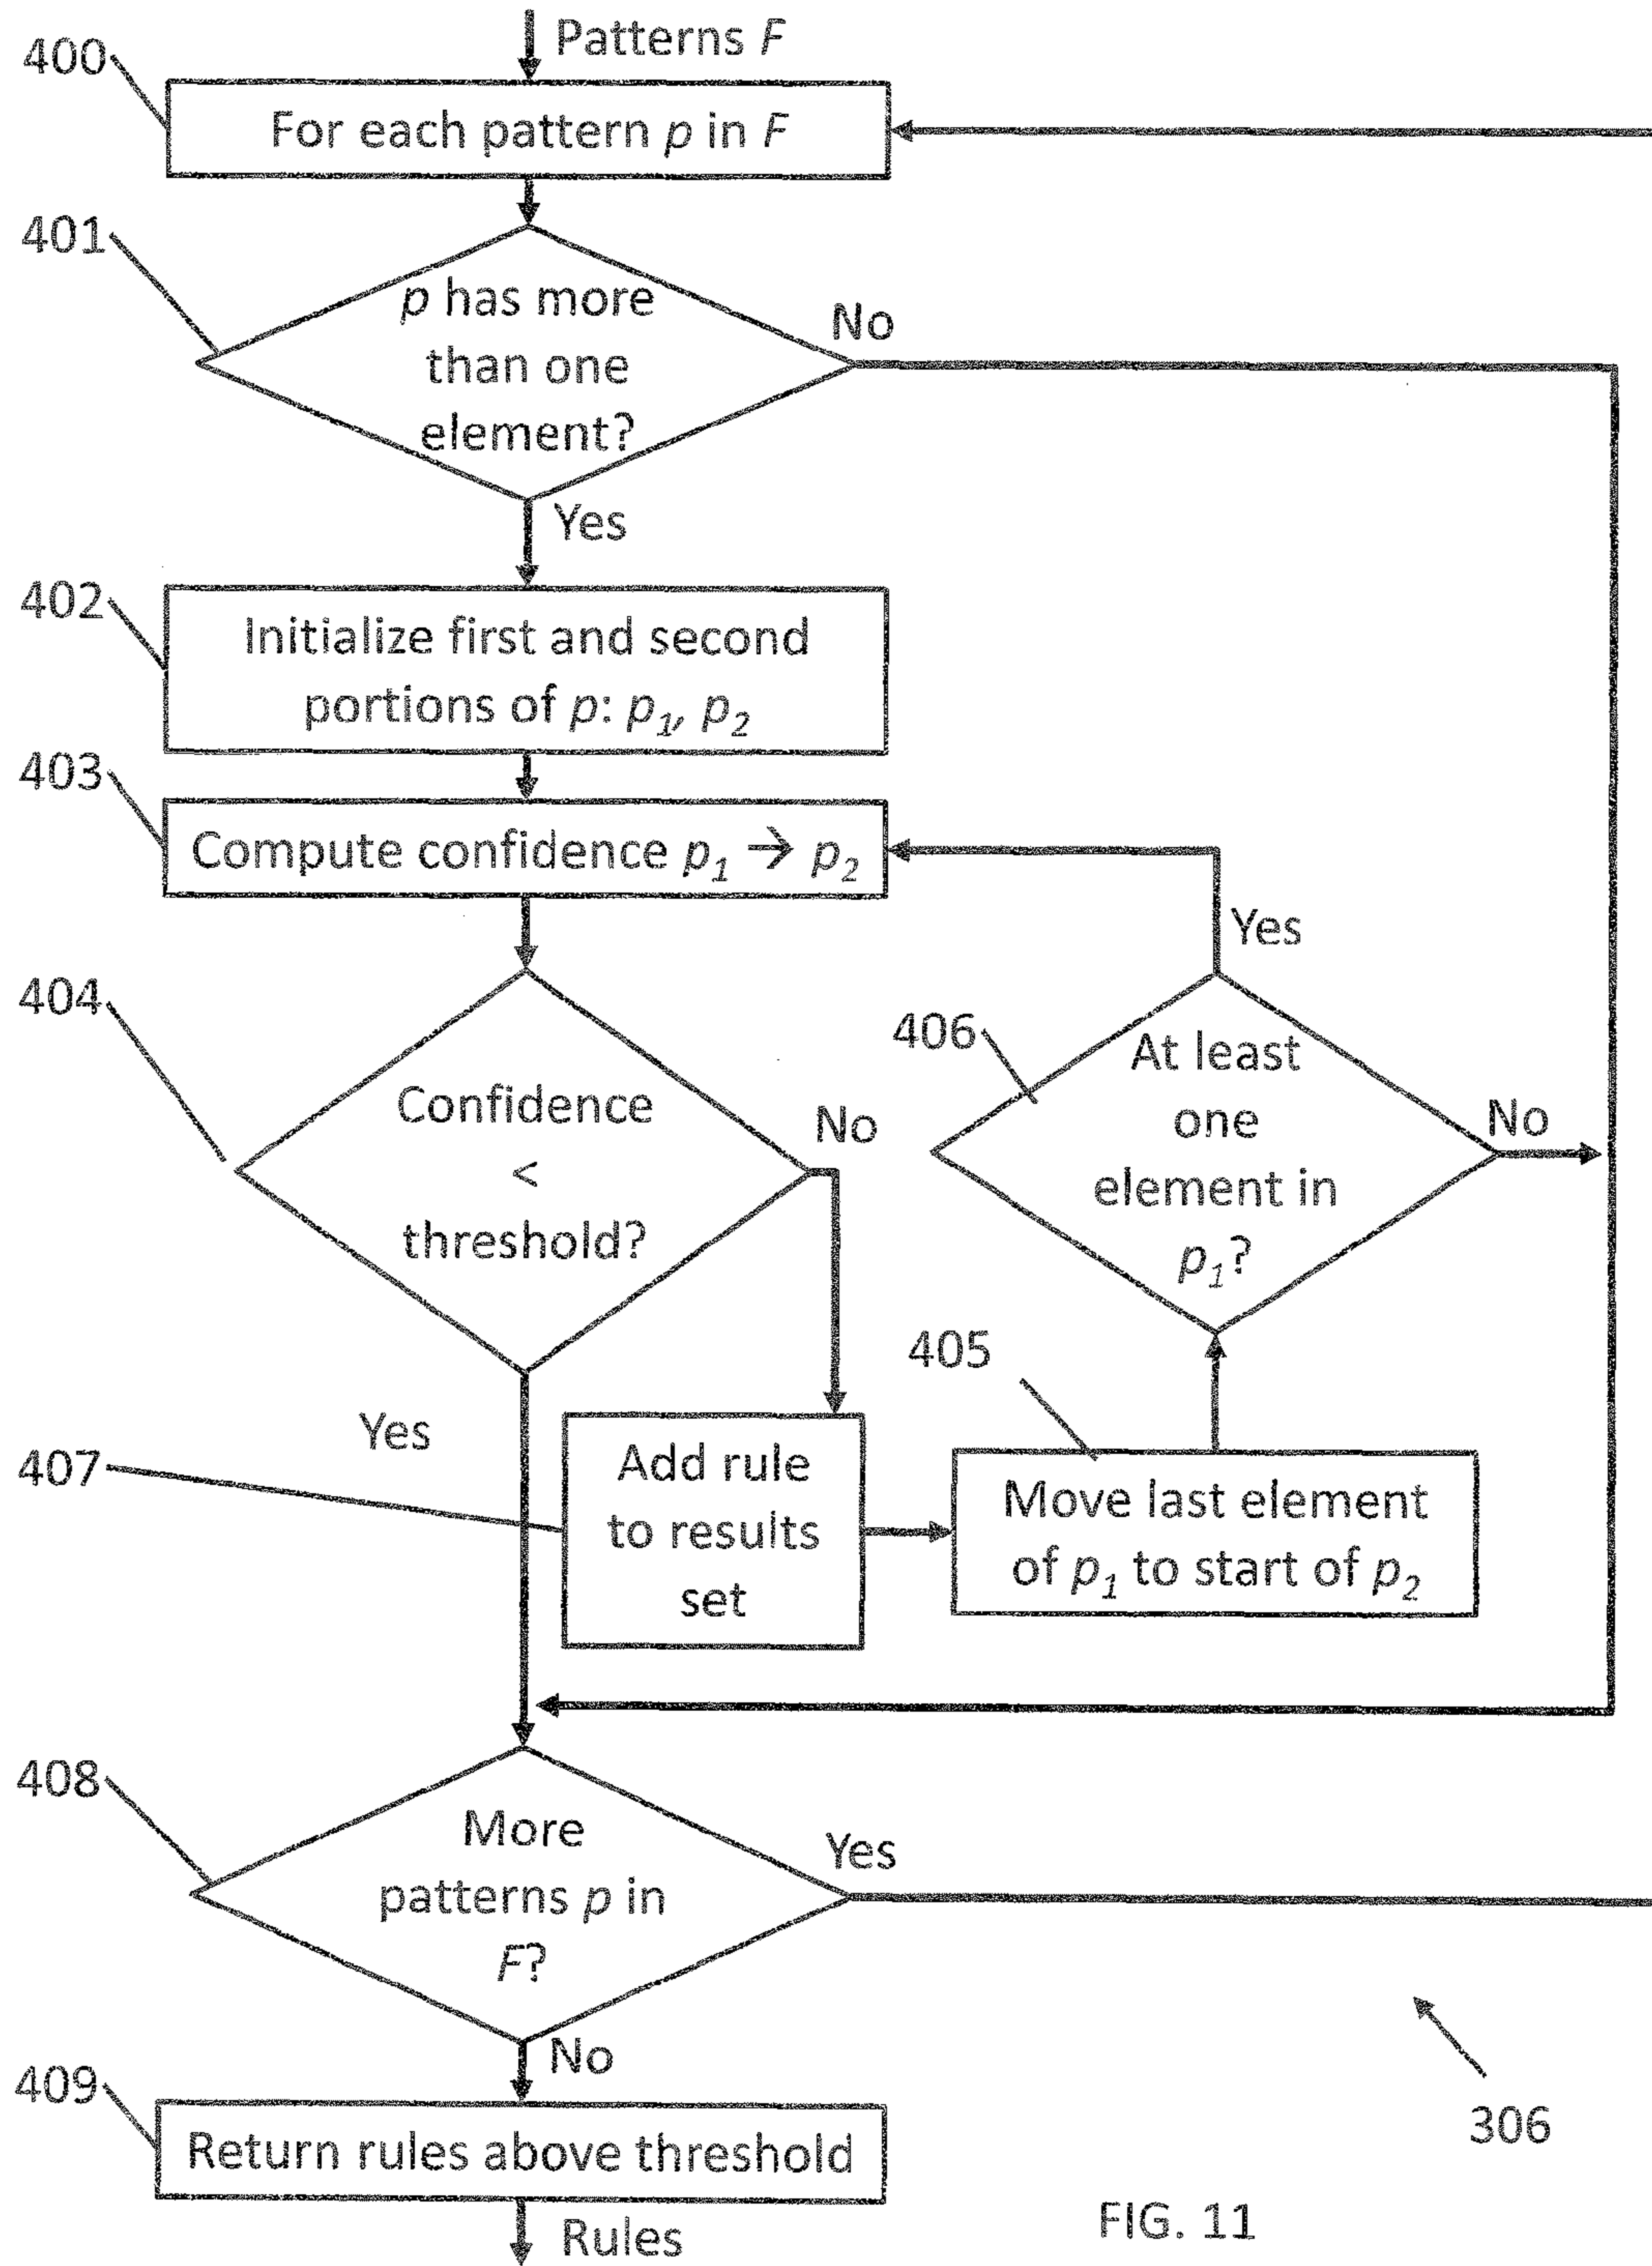 Patterns F
400
For each pattern p in F
401
p has more
than one
element?
No
Yes
402
Initialize first and second
portions of p: p1, p2
403
Compute confidence p1 → p2
Yes
404
Confidence
<
threshold?
No
406
At least
one
element in
p1?
No
405
Yes
407
Add rule
to results
set
Move last element
of p1 to start of p2
408
More
patterns p in
F?
Yes
No
409
Return rules above threshold
Rules
306
FIG. 11